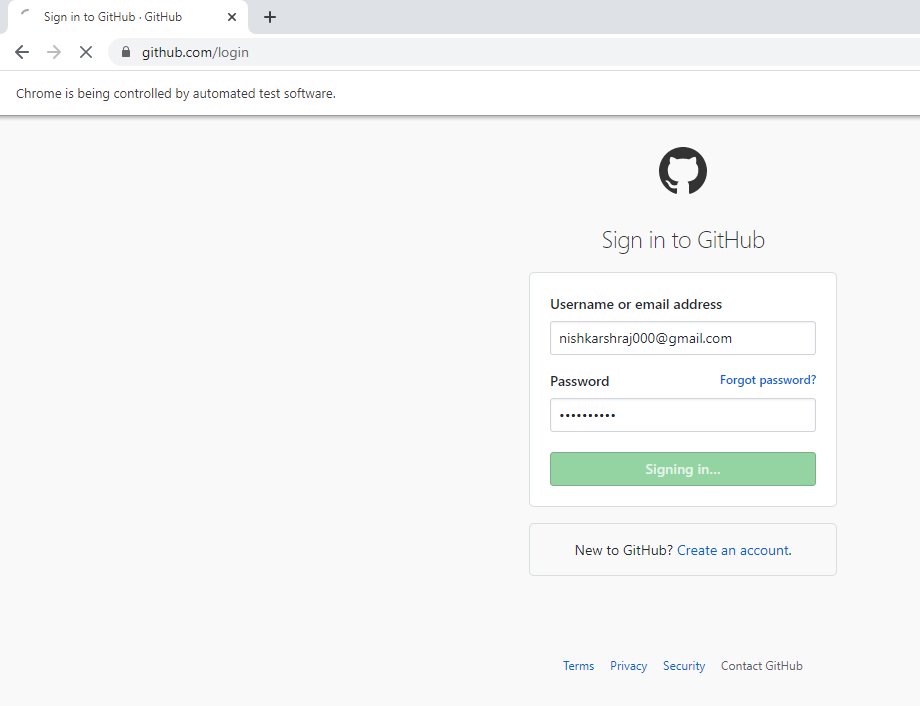 Sign in to GitHub · GitHub
github.com/login
Chrome is being controlled by automated test software.
Sign in to GitHub
Username or email address
nishkarshraj000@gmail.com
Password Forgot password?
••••••••••
Signing in...
New to GitHub? Create an account.
Terms Privacy Security Contact GitHub